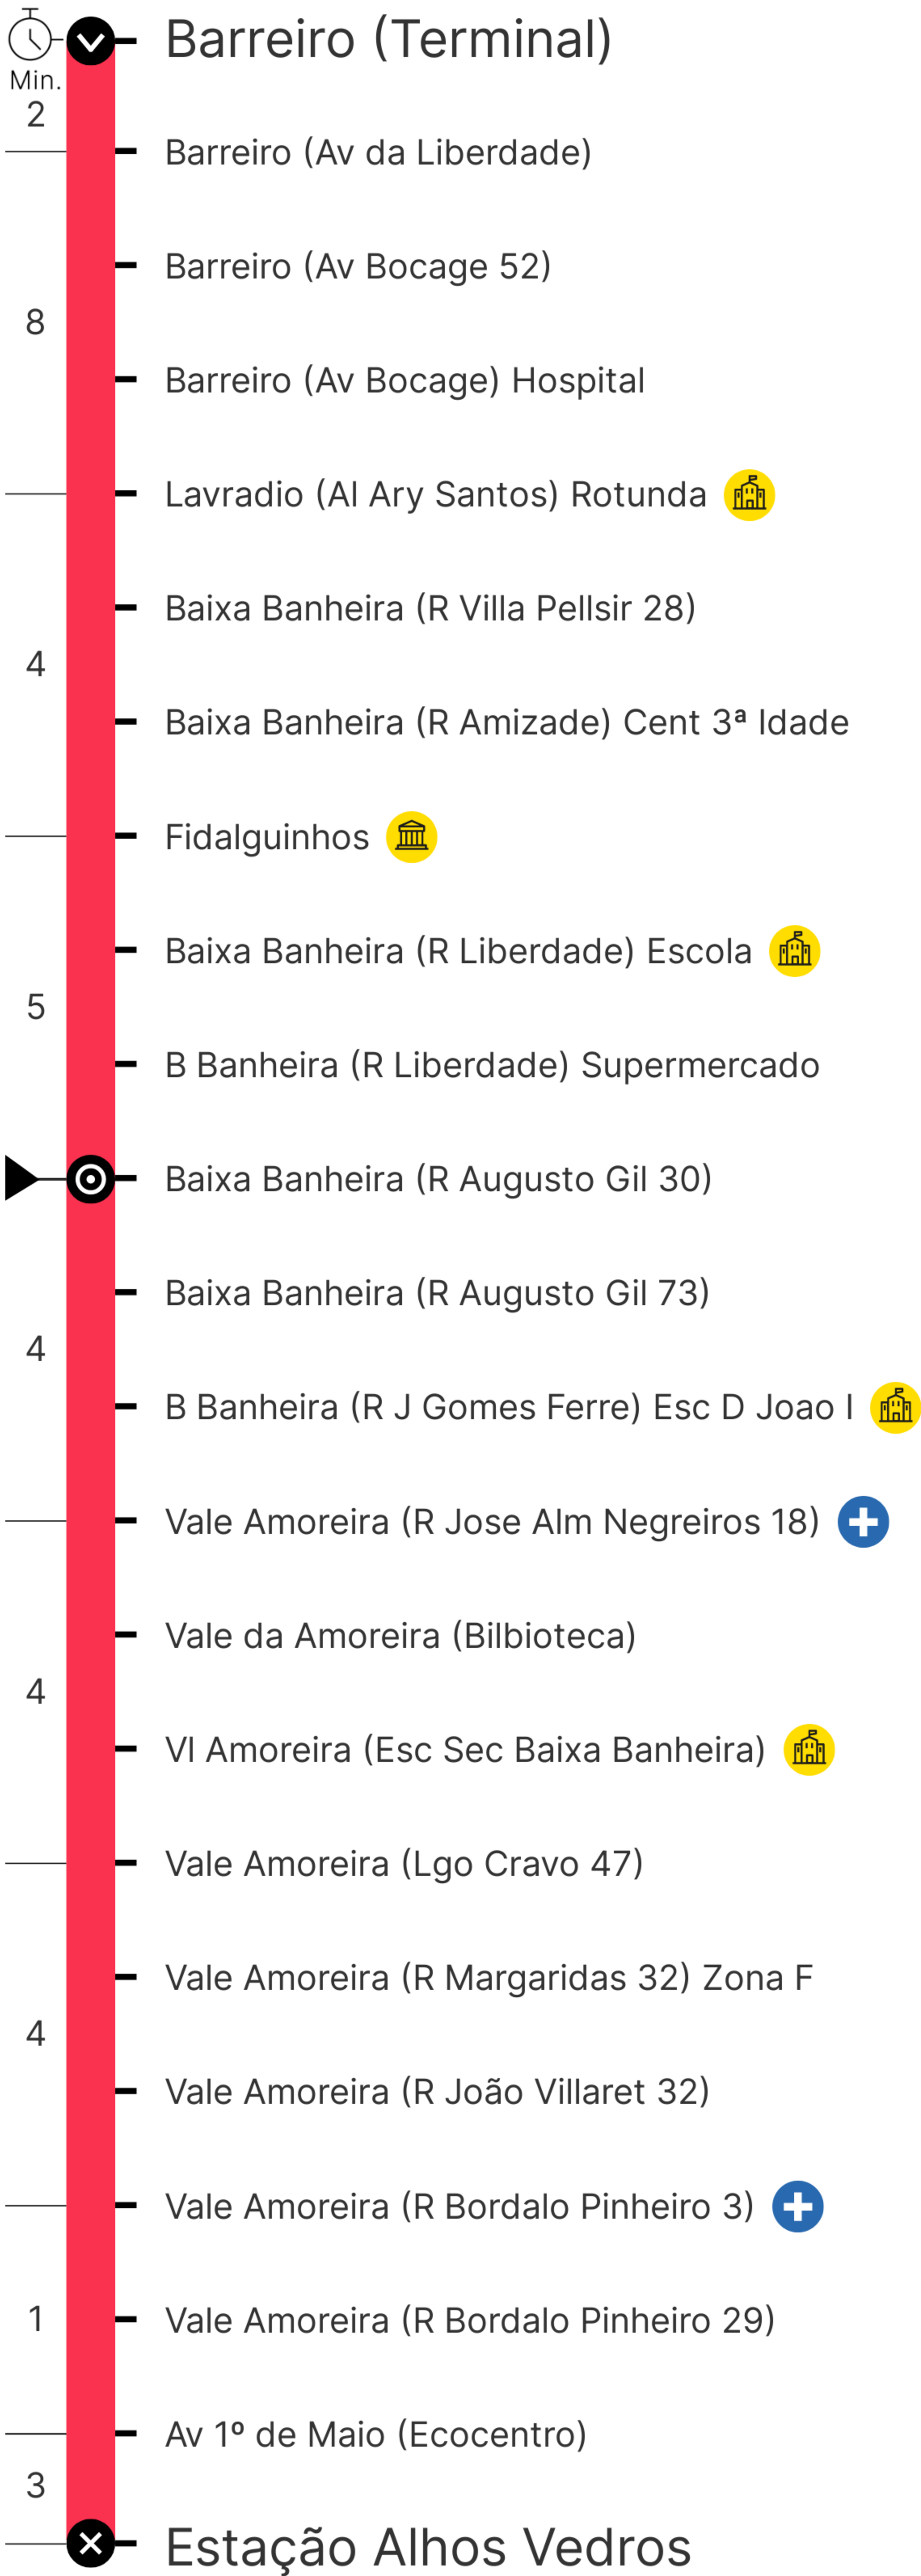 Barreiro (Terminal)
Min.
2
Barreiro (Av da Liberdade)
Barreiro (Av Bocage 52)
8
Barreiro (Av Bocage) Hospital
Lavradio (Al Ary Santos) Rotunda
Baixa Banheira (R Villa Pellsir 28)
4
Baixa Banheira (R Amizade) Cent 3ª Idade
Fidalguinhos
Baixa Banheira (R Liberdade) Escola
5
B Banheira (R Liberdade) Supermercado
Baixa Banheira (R Augusto Gil 30)
Baixa Banheira (R Augusto Gil 73)
4
B Banheira (R J Gomes Ferre) Esc D Joao I
Vale Amoreira (R Jose Alm Negreiros 18)
Vale da Amoreira (Bilbioteca)
4
Vl Amoreira (Esc Sec Baixa Banheira)
Vale Amoreira (Lgo Cravo 47)
Vale Amoreira (R Margaridas 32) Zona F
4
Vale Amoreira (R João Villaret 32)
Vale Amoreira (R Bordalo Pinheiro 3)
1
Vale Amoreira (R Bordalo Pinheiro 29)
Av 1º de Maio (Ecocentro)
3
Estação Alhos Vedros